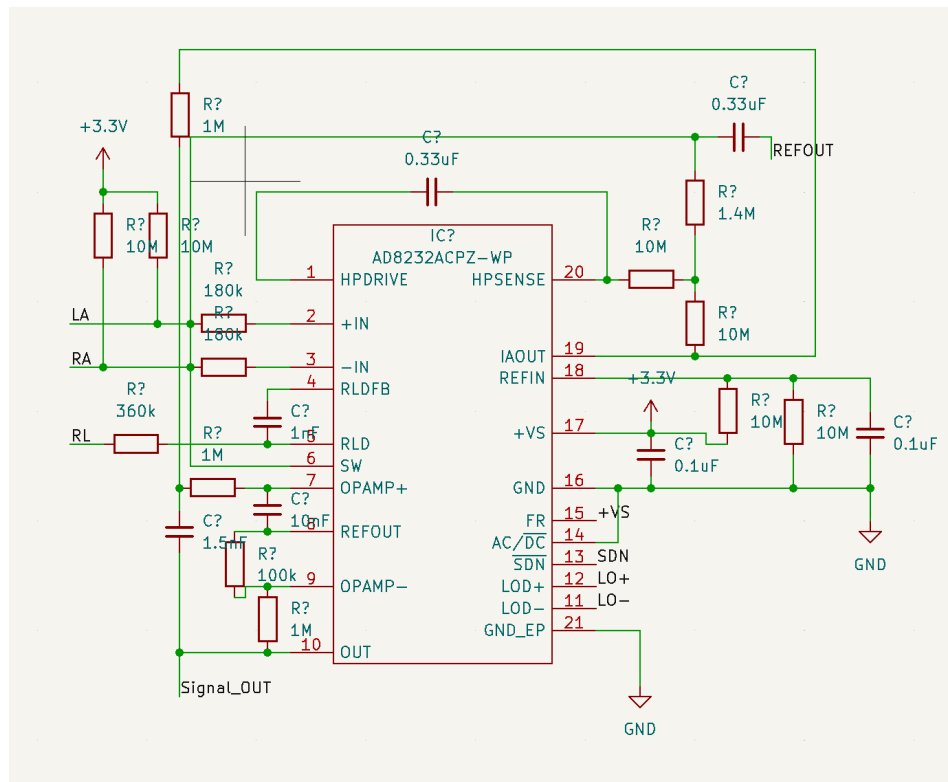 C?
0.33uF
R?
1M
+3.3V
C?
0.33uF
REFOUT
R?
1.4M
R?
10M
R?
10M
R?
10M
IC?
AD8232ACPZ-WP
R?
180k
1
HPDRIVE
HPSENSE
20
R?
10M
LA
R?
180k
2
+IN
RA
3
-IN
IAOUT
19
4
RLDFB
REFIN
18
+3.3V
R?
360k
C?
1nF
R?
10M
R?
10M
C?
0.1uF
RL
R?
1M
5
RLD
+VS
17
C?
0.1uF
6
SW
7
OPAMP+
GND
16
C?
10nF
C?
1.5nF
8
REFOUT
FR
15
+VS
AC/DC
14
R?
100k
SDN
13
SDN
GND
9
OPAMP-
LOD+
12
LO+
R?
1M
LOD-
11
LO-
GND_EP
21
10
OUT
Signal_OUT
GND